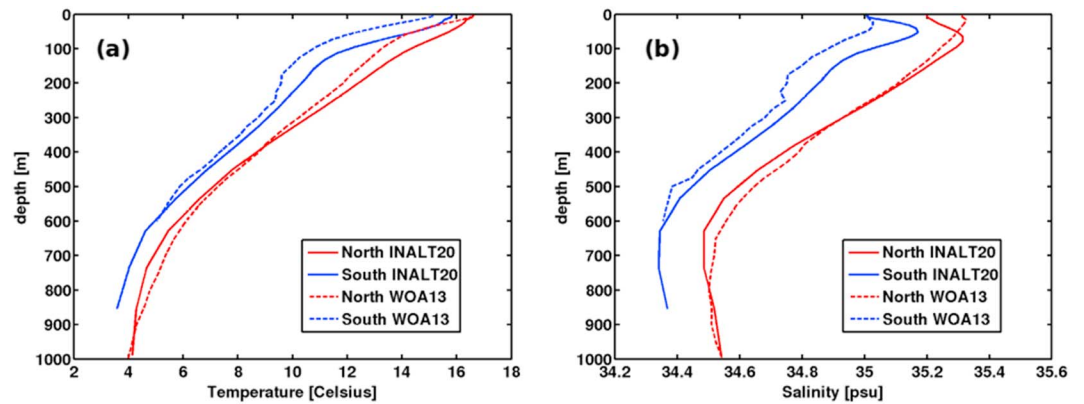 (a)
depth [m]
0
100
200
300
400
500
600
700
800
900
1000
2
4
6
8
10
12
14
16
18
Temperature [Celsius]
North INALT20
South INALT20
North WOA13
South WOA13
(b)
depth [m]
0
100
200
300
400
500
600
700
800
900
1000
34.2
34.4
34.6
34.8
35
35.2
35.4
35.6
Salinity [psu]
North INALT20
South INALT20
North WOA13
South WOA13